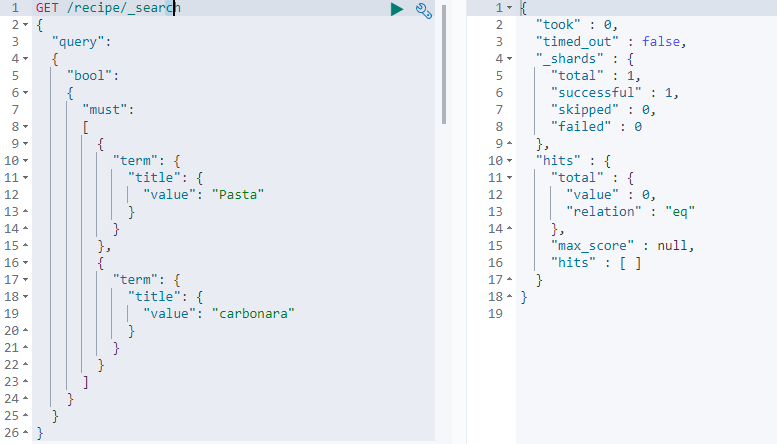 1 GET /recipe/_search
2 {
3 "query":
4 {
5 "bool":
6 {
7 "must":
8 [
9 {
10 "term": {
11 "title": {
12 "value": "Pasta"
13 }
14 }
15 },
16 {
17 "term": {
18 "title": {
19 "value": "carbonara"
20 }
21 }
22 }
23 ]
24 }
25 }
26 }
1 {
2 "took" : 0,
3 "timed_out" : false,
4 "_shards" : {
5 "total" : 1,
6 "successful" : 1,
7 "skipped" : 0,
8 "failed" : 0
9 },
10 "hits" : {
11 "total" : {
12 "value" : 0,
13 "relation" : "eq"
14 },
15 "max_score" : null,
16 "hits" : [ ]
17 }
18 }
19